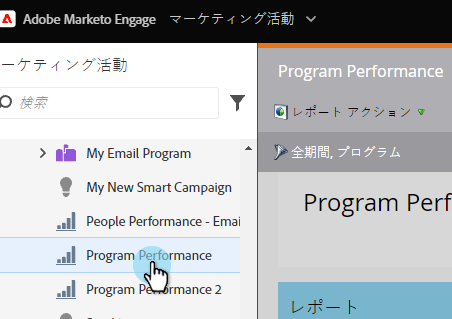 Adobe Marketo Engage マーケティング活動
ーケティング活動
検索
My Email Program
My New Smart Campaign
People Performance - Emai
Program Performance
Program Performance 2
Program Performance
レポート アクション
全期間, プログラム
Program Perf
レポート